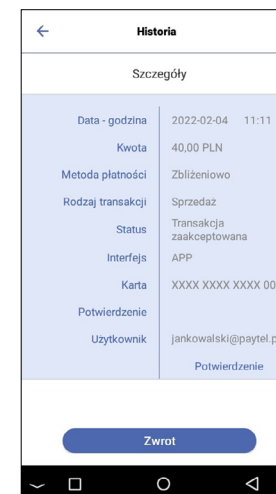 Historia
Szczegóły
Data - godzina 2022-02-04 11:11
Kwota 40,00 PLN
Metoda płatności Zbliżeniowo
Rodzaj transakcji Sprzedaż
Status Transakcja
zaakceptowana
Interfejs APP
Karta XXXX XXXX XXXX 00
Potwierdzenie
Użytkownik jankowalski@paytel.p
Potwierdzenie
Zwrot